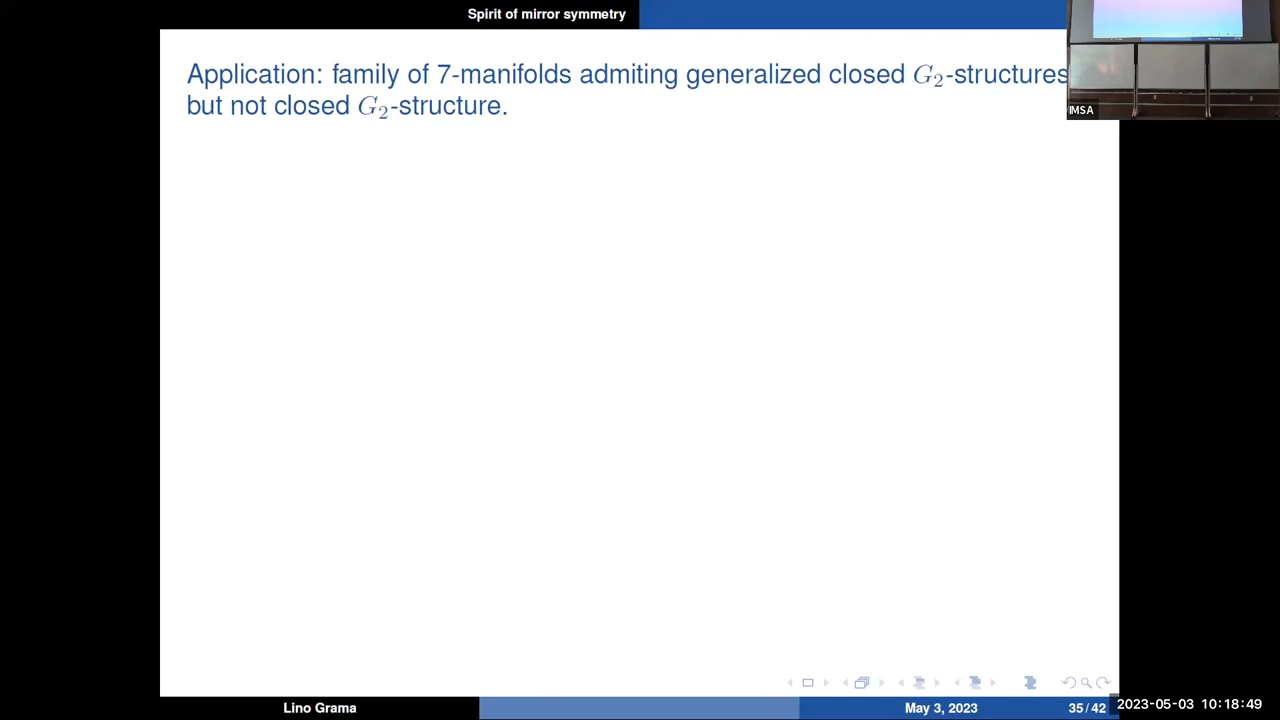 Spirit of mirror symmetry
Application: family of 7-manifolds admiting generalized closed G₂-structures
but not closed G₂-structure.
IMSA
Lino Grama
May 3, 2023
35 / 42
2023-05-03 10:18:49